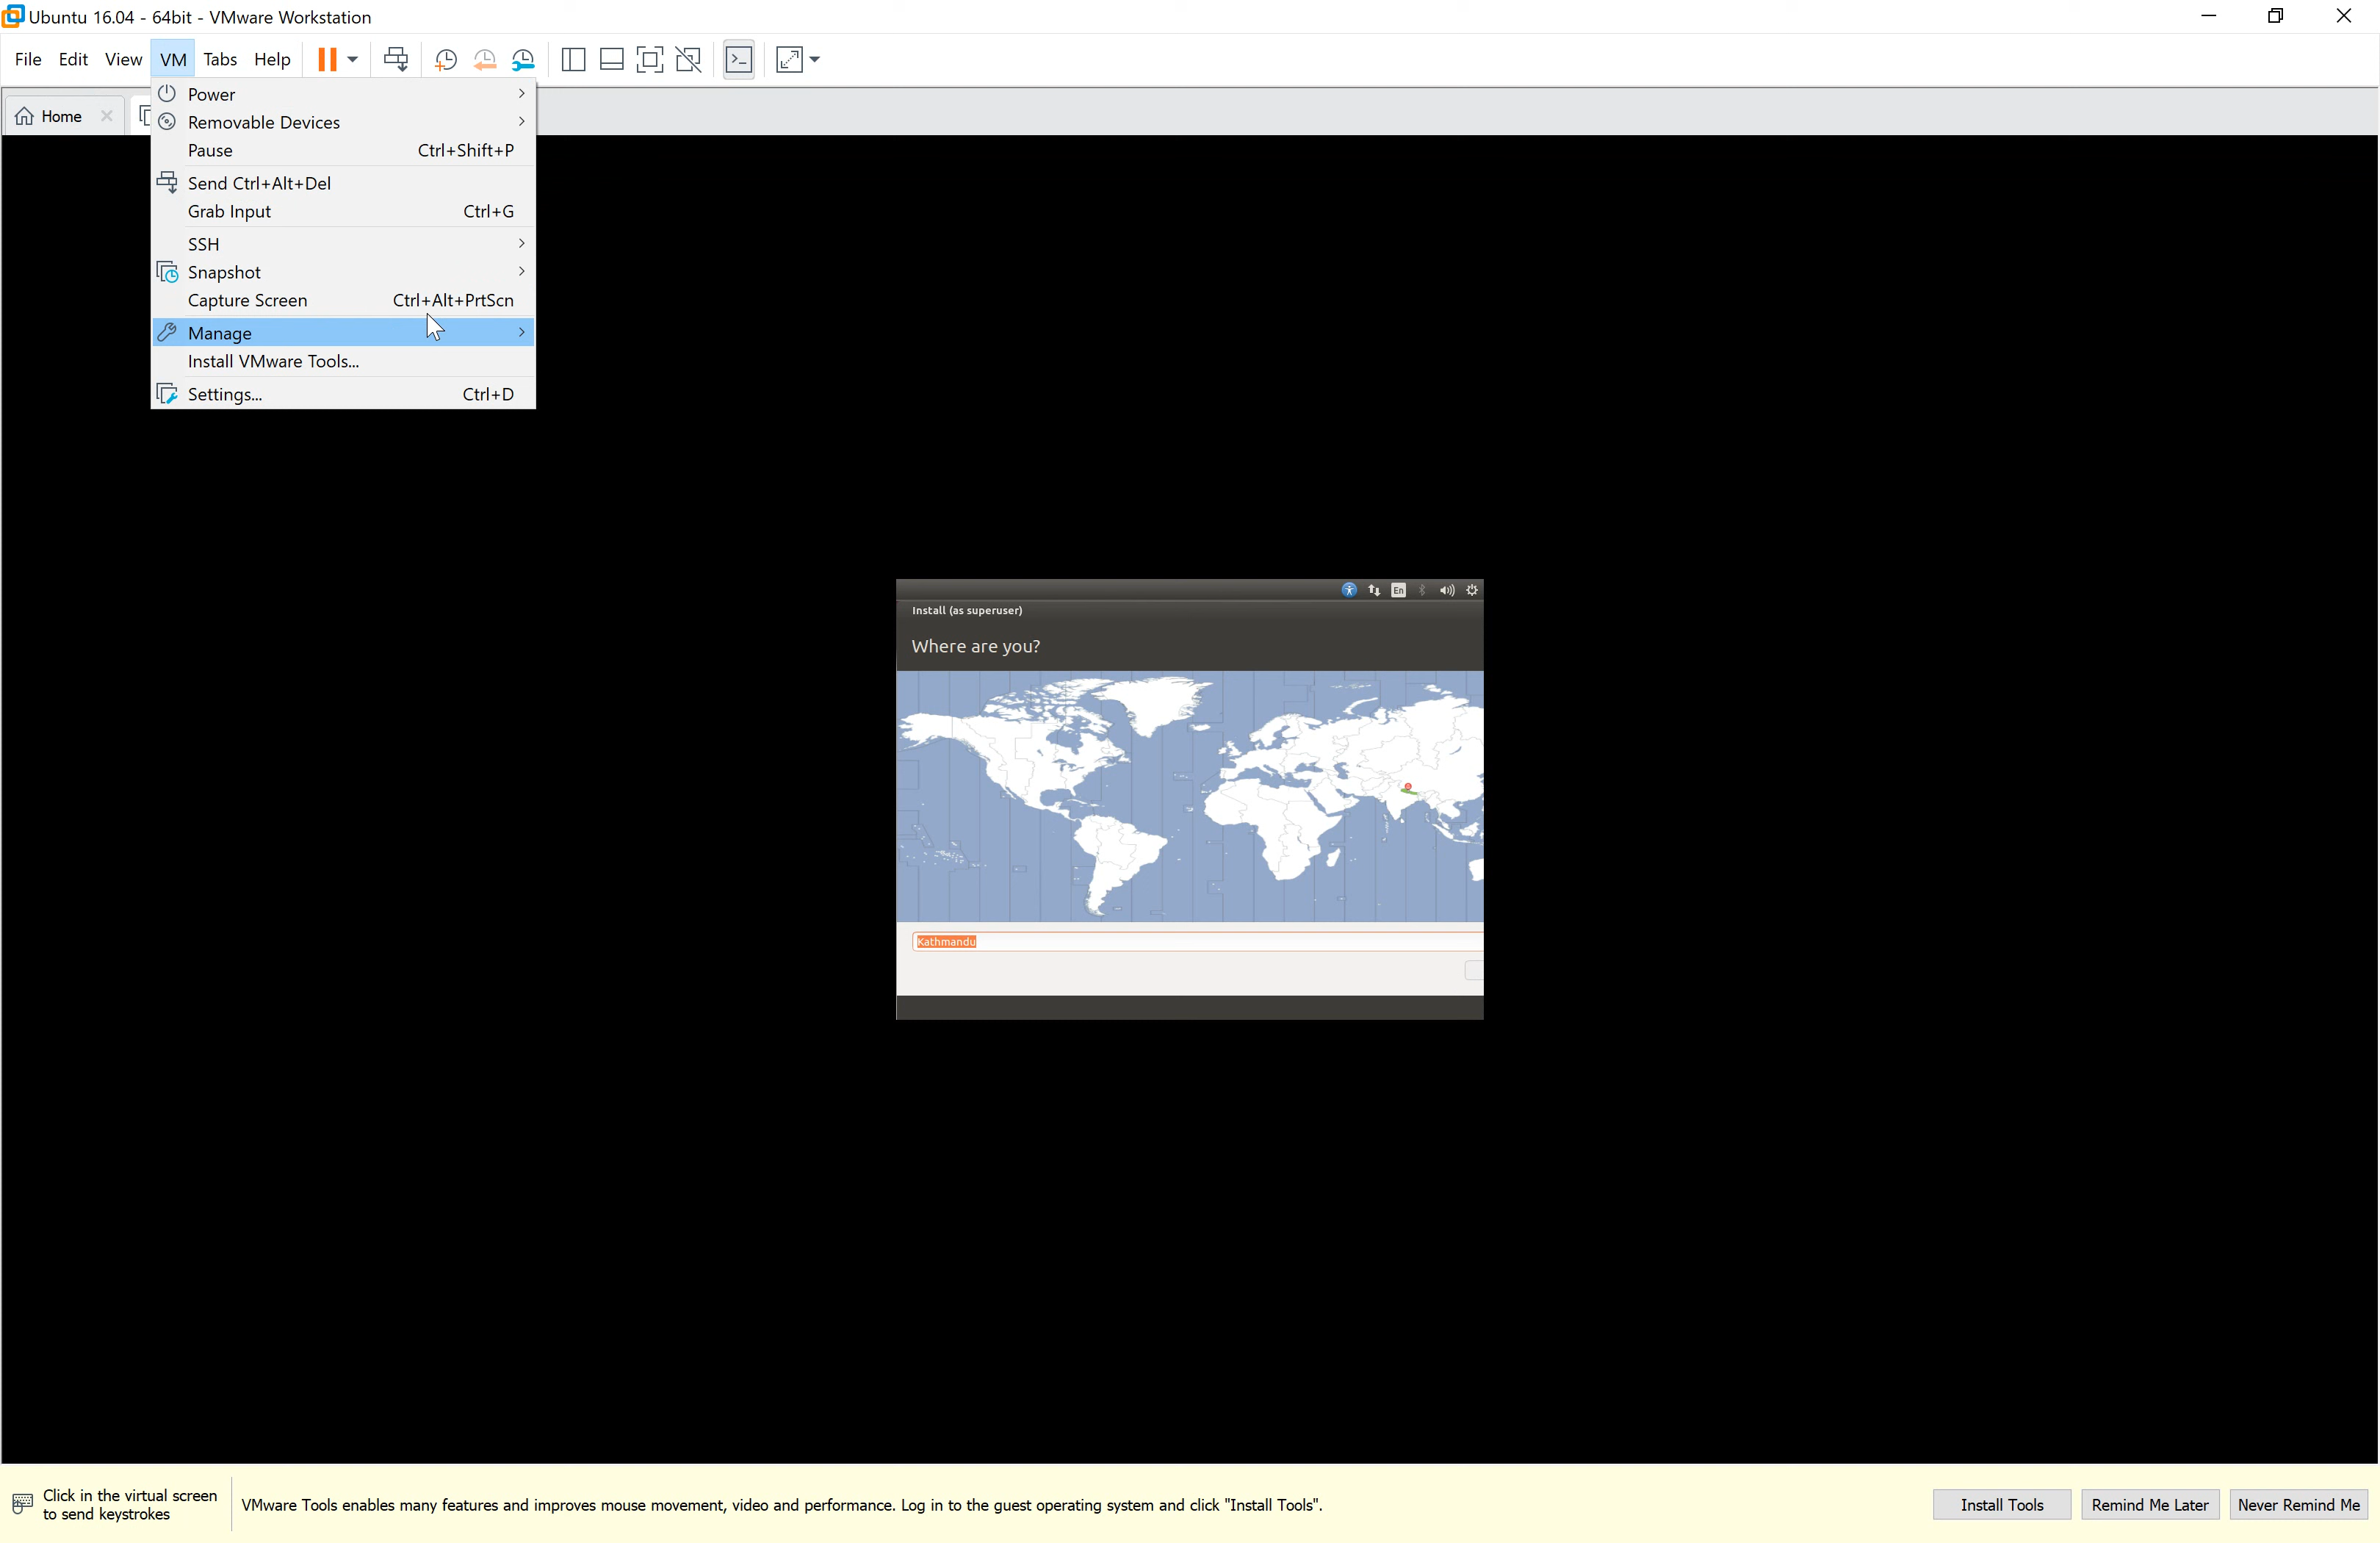 Ubuntu 16.04 - 64bit - VMware Workstation
File Edit View VM Tabs Help
Home
Power
Removable Devices
Pause Ctrl+Shift+P
Send Ctrl+Alt+Del
Grab Input Ctrl+G
SSH
Snapshot
Capture Screen Ctrl+Alt+PrtScn
Manage
Install VMware Tools...
Settings... Ctrl+D
En
Install (as superuser)
Where are you?
Kathmandu
Click in the virtual screen
to send keystrokes
VMware Tools enables many features and improves mouse movement, video and performance. Log in to the guest operating system and click "Install Tools".
Install Tools
Remind Me Later
Never Remind Me